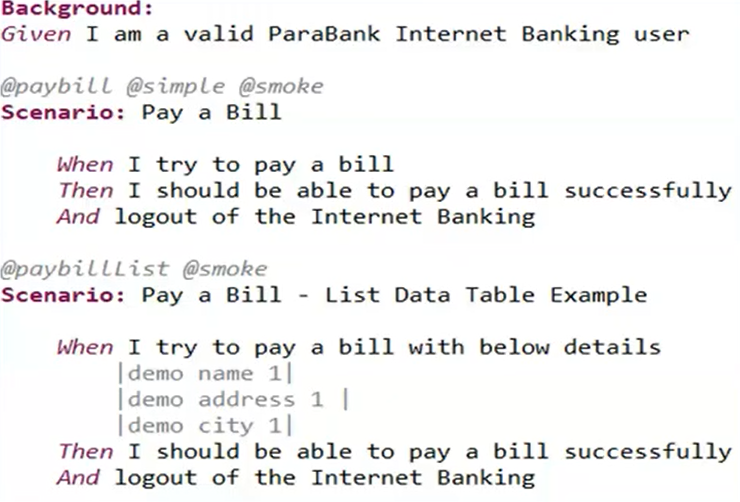 Background:
Given I am a valid ParaBank Internet Banking user
@paybill @simple @smoke
Scenario: Pay a Bill
When I try to pay a bill
Then I should be able to pay a bill successfully
And logout of the Internet Banking
@paybillList @smoke
Scenario: Pay a Bill - List Data Table Example
When I try to pay a bill with below details
|demo name 1|
|demo address 1 |
|demo city 1|
Then I should be able to pay a bill successfully
And logout of the Internet Banking